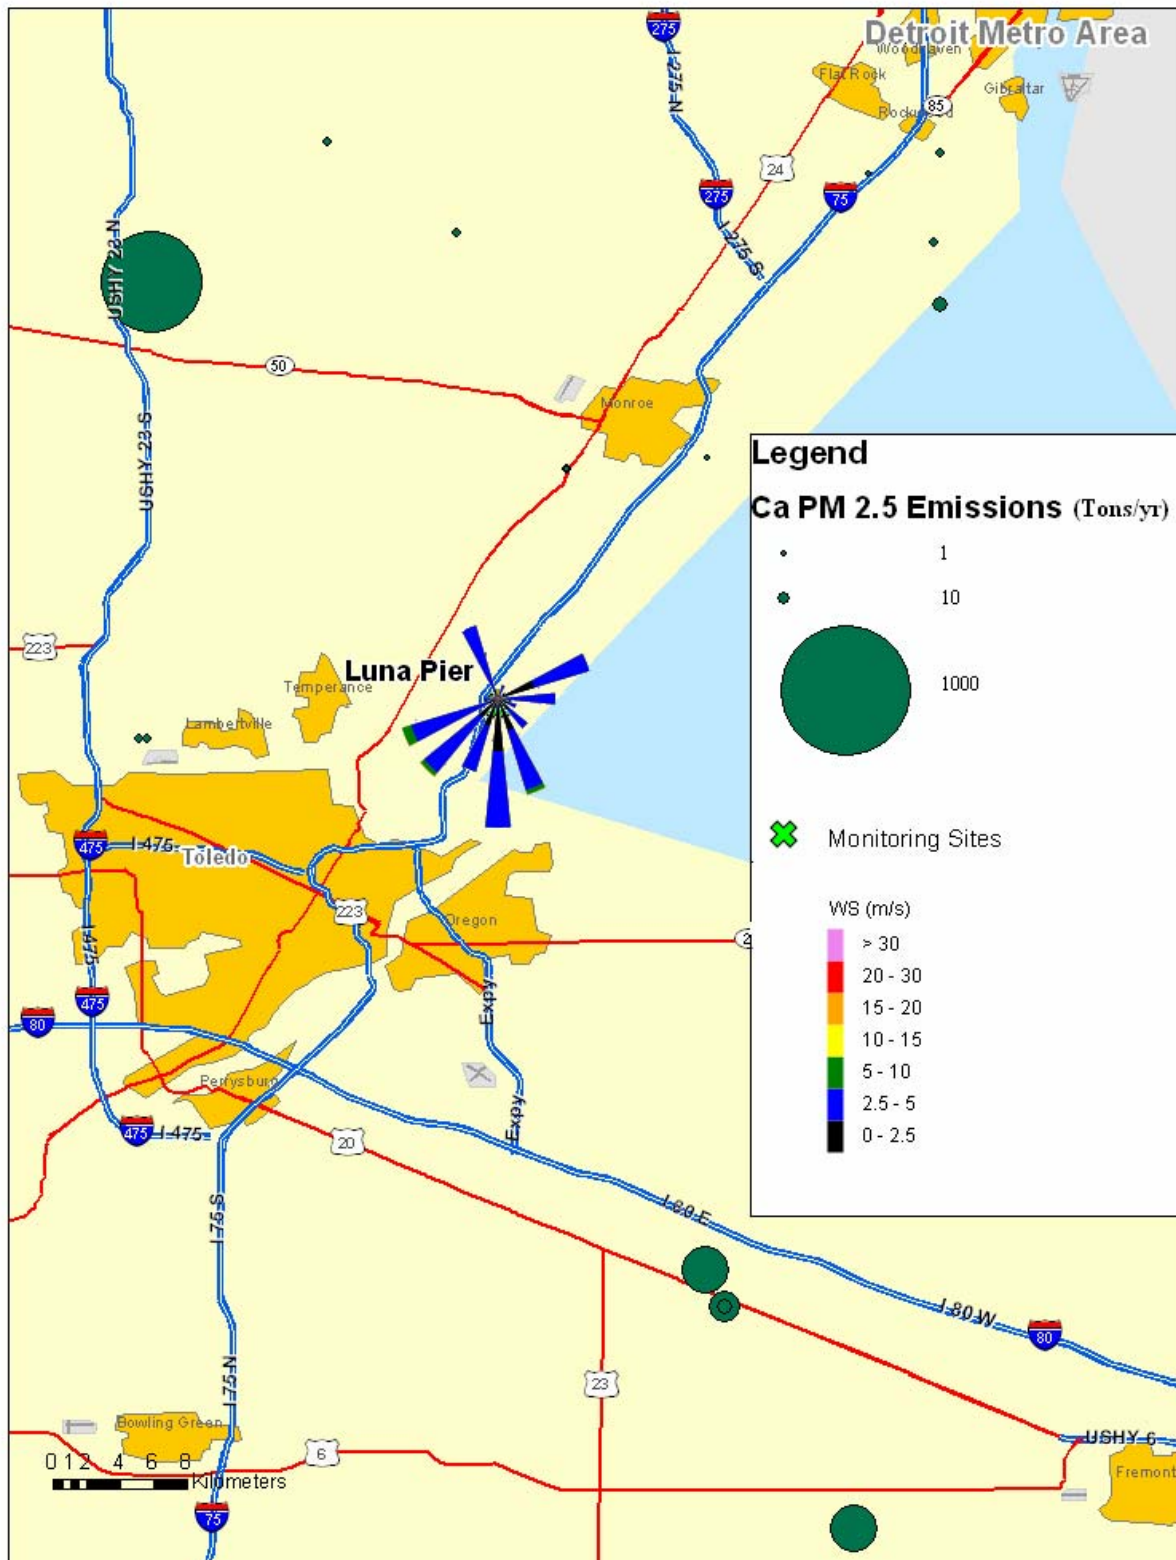 Detroit Metro Area
275
Woodhaven
I-275 N
Flat Rock
Gibraltar
85
Rockwood
24
275
75
USHY 23 N
I-275 S
50
Monroe
USHY 23 S
Legend
Ca PM 2.5 Emissions (Tons/yr)
1
10
1000
223
Luna Pier
Temperance
Lambertville
Monitoring Sites
475
I-475
Toledo
WS (m/s)
> 30
20 - 30
15 - 20
10 - 15
5 - 10
2.5 - 5
0 - 2.5
223
Oregon
2
I-475
475
80
Expy
Perrysburg
Expy
475
I-475
20
I-75 S
I-80 E
I-80 W
80
I-75 N
23
Bowling Green
6
USHY 6
0 1 2 4 6 8
Kilometers
Fremont
75